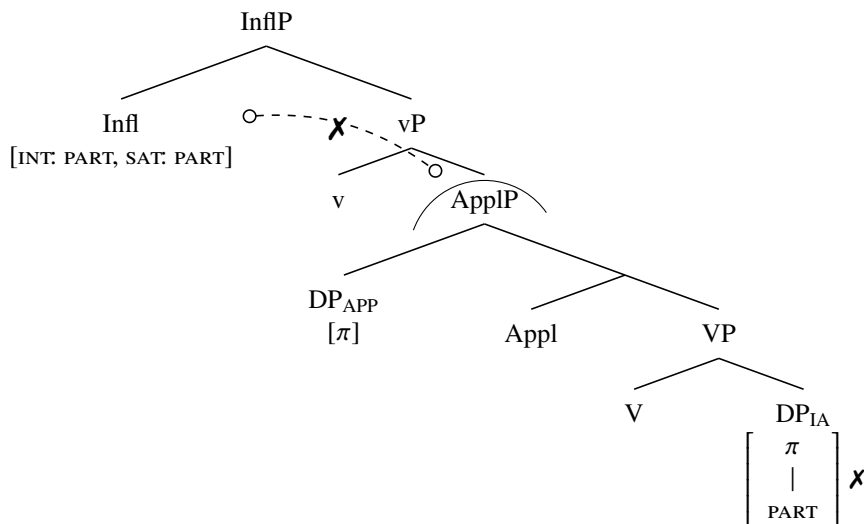 InflP
Infl vP
[INT: PART, SAT: PART] ✗
v ApplP
DP_APP Appl VP
[π]
V DP_IA
π
|
PART ✗